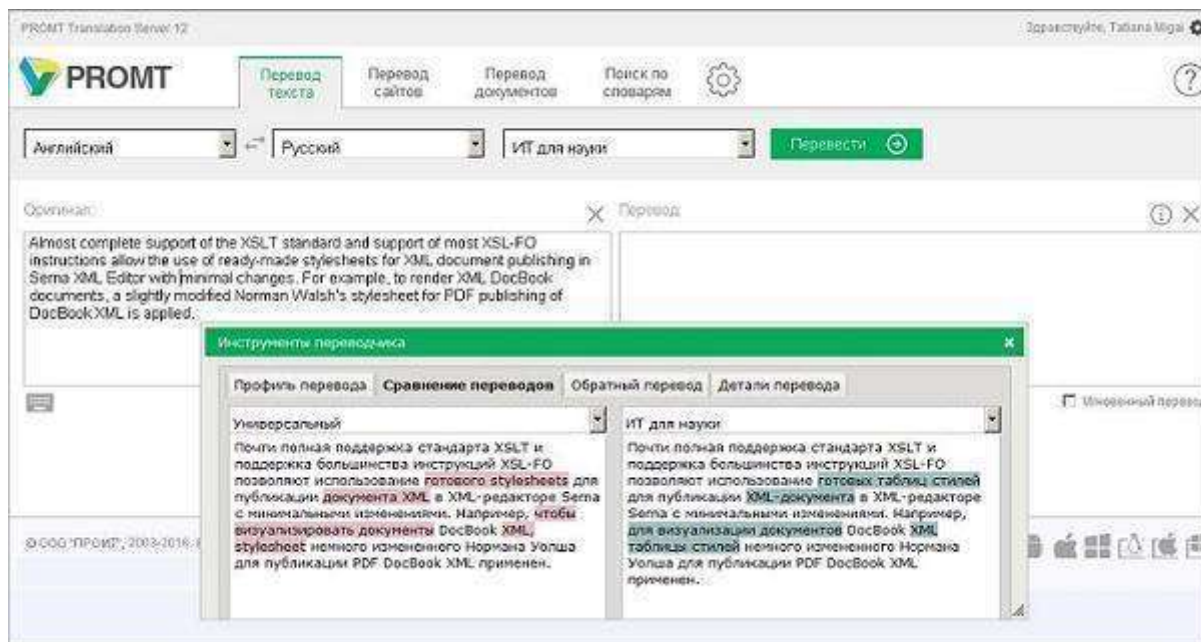 PROMT Translation Server 12
Здравствуйте, Tatiana Migal
PROMT
Перевод текста
Перевод сайтов
Перевод документов
Поиск по словарям
Английский
Русский
ИТ для науки
Перевести
Оригинал:
Перевод:
Almost complete support of the XSLT standard and support of most XSL-FO
instructions allow the use of ready-made stylesheets for XML document publishing in
Serna XML Editor with minimal changes. For example, to render XML DocBook
documents, a slightly modified Norman Walsh's stylesheet for PDF publishing of
DocBook XML is applied.
Инструменты переводчика
Профиль перевода
Сравнение переводов
Обратный перевод
Детали перевода
Мгновенный перевод
Универсальный
Почти полная поддержка стандарта XSLT и
поддержка большинства инструкций XSL-FO
позволяют использование готового stylesheets для
публикации документа XML в XML-редакторе Serna
с минимальными изменениями. Например, чтобы
визуализировать документы DocBook XML,
stylesheet немного измененного Нормана Уолша
для публикации PDF DocBook XML применен.
ИТ для науки
Почти полная поддержка стандарта XSLT и
поддержка большинства инструкций XSL-FO
позволяют использование готовых таблиц стилей
для публикации XML-документа в XML-редакторе
Serna с минимальными изменениями. Например,
для визуализации документов DocBook XML
таблицы стилей немного измененного Нормана
Уолша для публикации PDF DocBook XML
применен.
© ООО "ПРОМТ", 2003-2016.